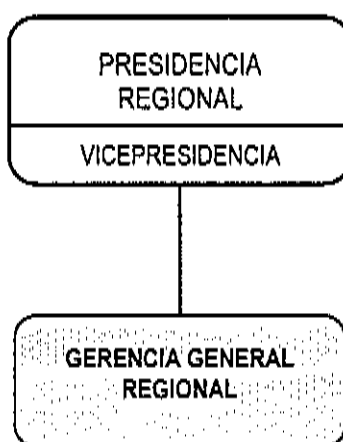 PRESIDENCIA
REGIONAL
VICEPRESIDENCIA
GERENCIA GENERAL
REGIONAL